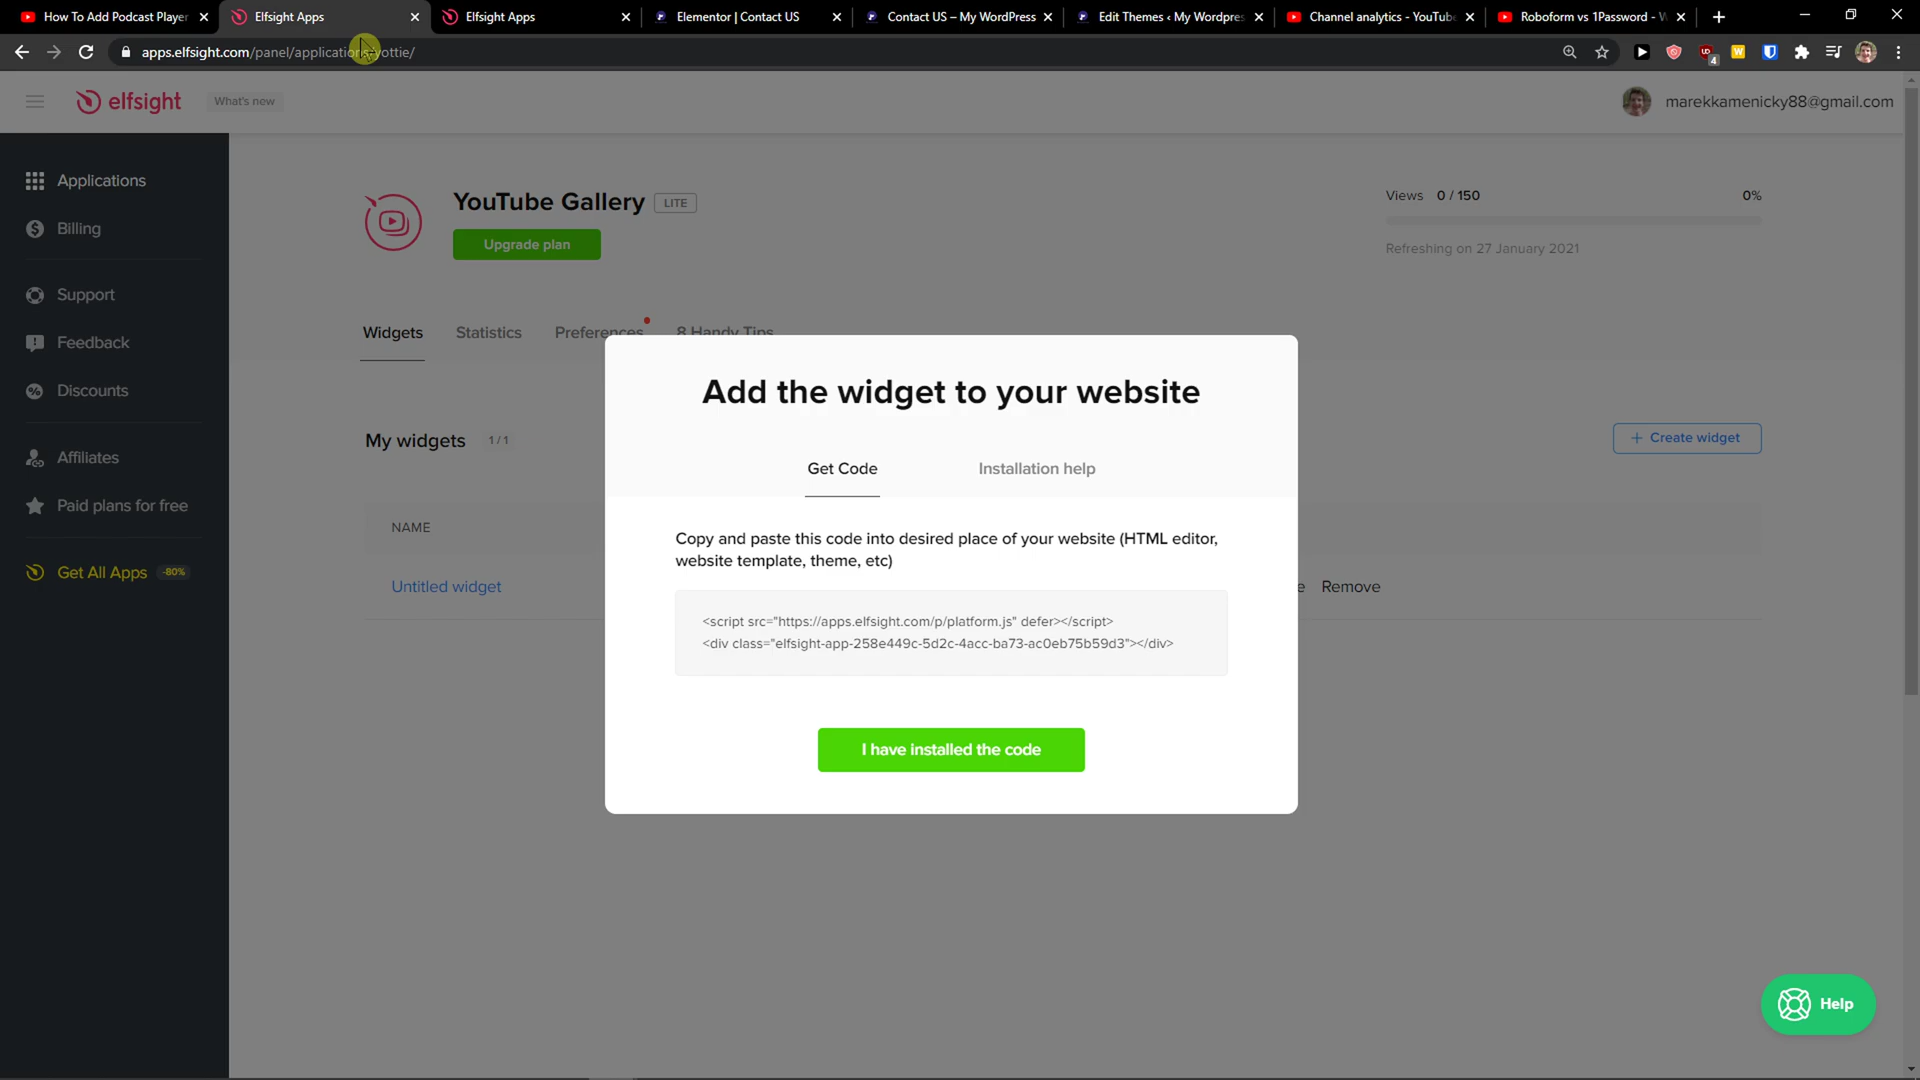 How To Add Podcast Player
Elfsight Apps
Elfsight Apps
Elementor | Contact US
Contact US – My WordPress
Edit Themes ‹ My Wordpres
Channel analytics - YouTub
Roboform vs 1Password - W
apps.elfsight.com/panel/applications/yottie/
4
elfsight
What's new
marekkamenicky88@gmail.com
Applications
Billing
Support
Feedback
Discounts
Affiliates
Paid plans for free
Get All Apps -80%
YouTube Gallery LITE
Upgrade plan
Views 0 / 150 0%
Refreshing on 27 January 2021
Widgets Statistics Preferences 8 Handy Tips
My widgets 1 / 1
+ Create widget
NAME
Untitled widget
e Remove
Add the widget to your website
Get Code Installation help
Copy and paste this code into desired place of your website (HTML editor,
website template, theme, etc)
<script src="https://apps.elfsight.com/p/platform.js" defer></script>
<div class="elfsight-app-258e449c-5d2c-4acc-ba73-ac0eb75b59d3"></div>
I have installed the code
Help